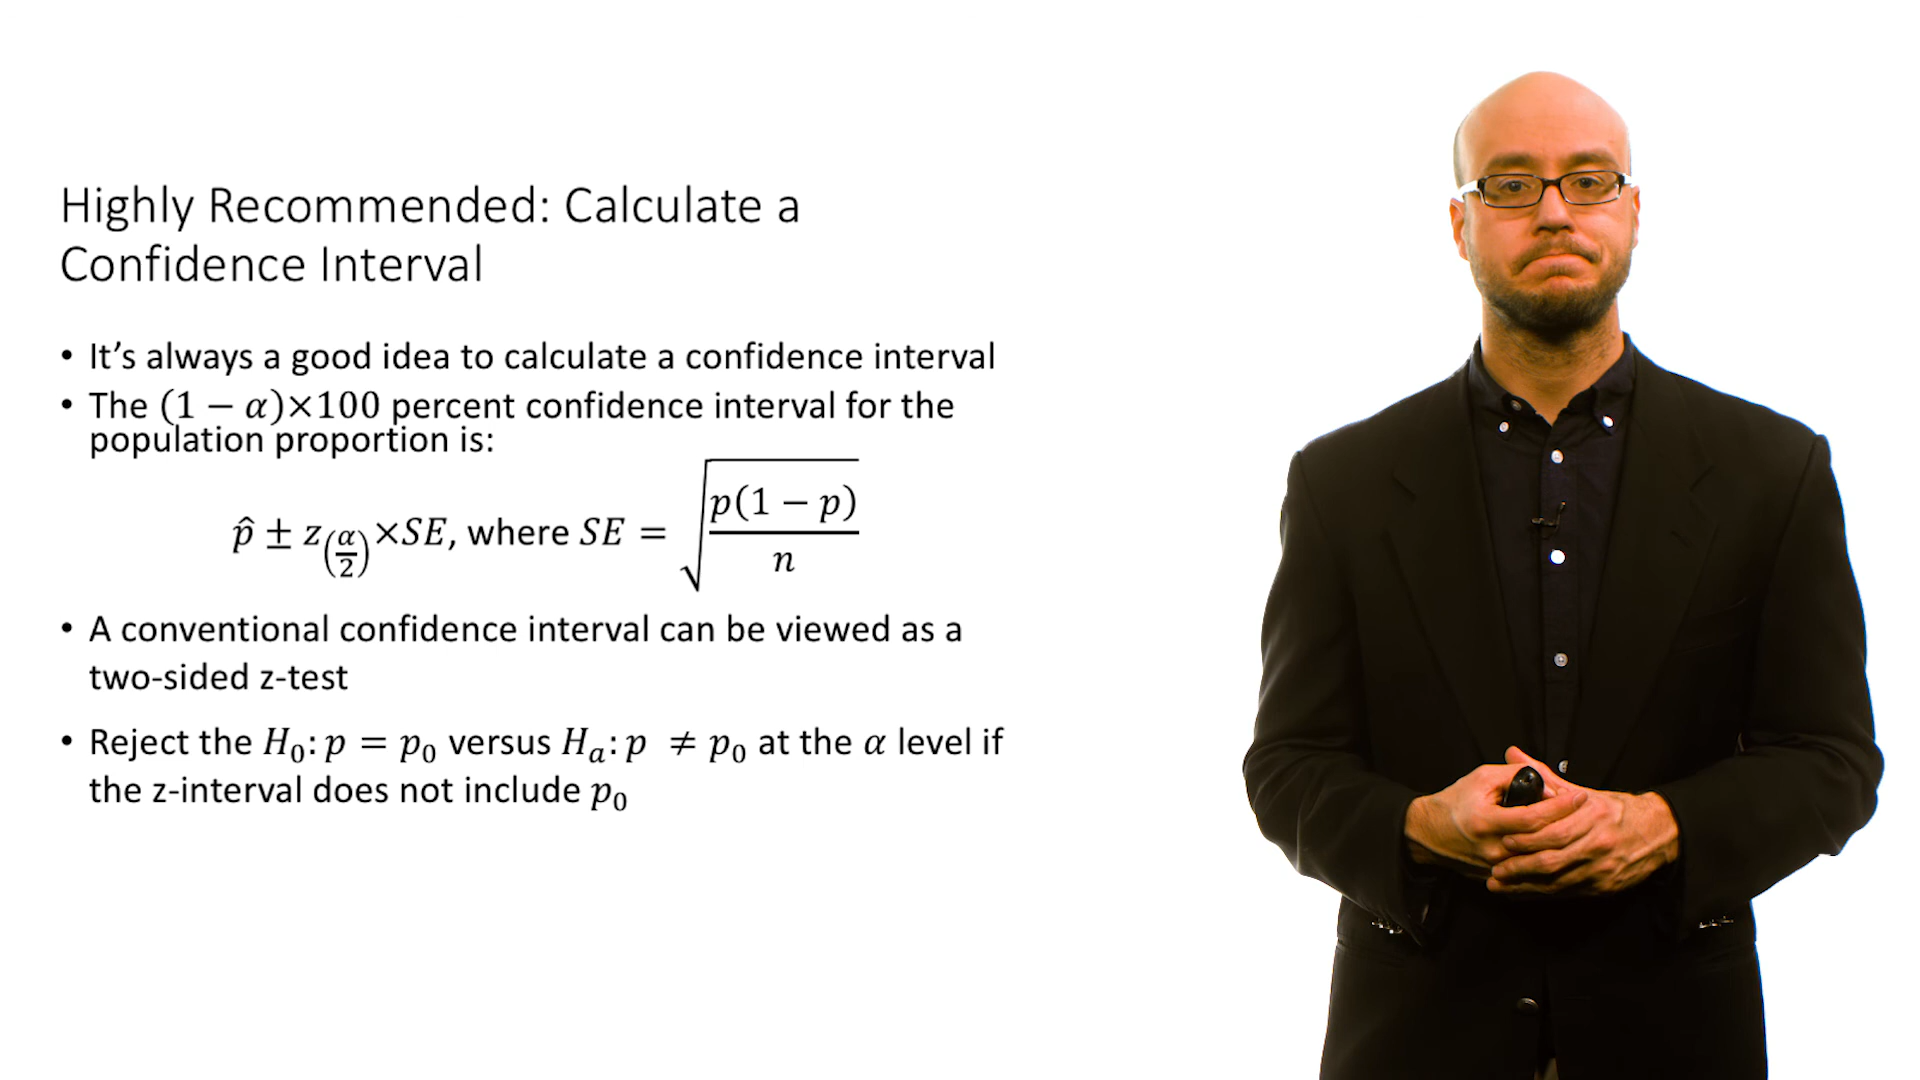 Highly Recommended: Calculate a
Confidence Interval
• It's always a good idea to calculate a confidence interval
• The (1 − α)×100 percent confidence interval for the
population proportion is:
p̂ ± z_(α/2) ×SE, where SE = √(p(1 − p)/n)
• A conventional confidence interval can be viewed as a
two-sided z-test
• Reject the H₀: p = p₀ versus Hₐ: p ≠ p₀ at the α level if
the z-interval does not include p₀